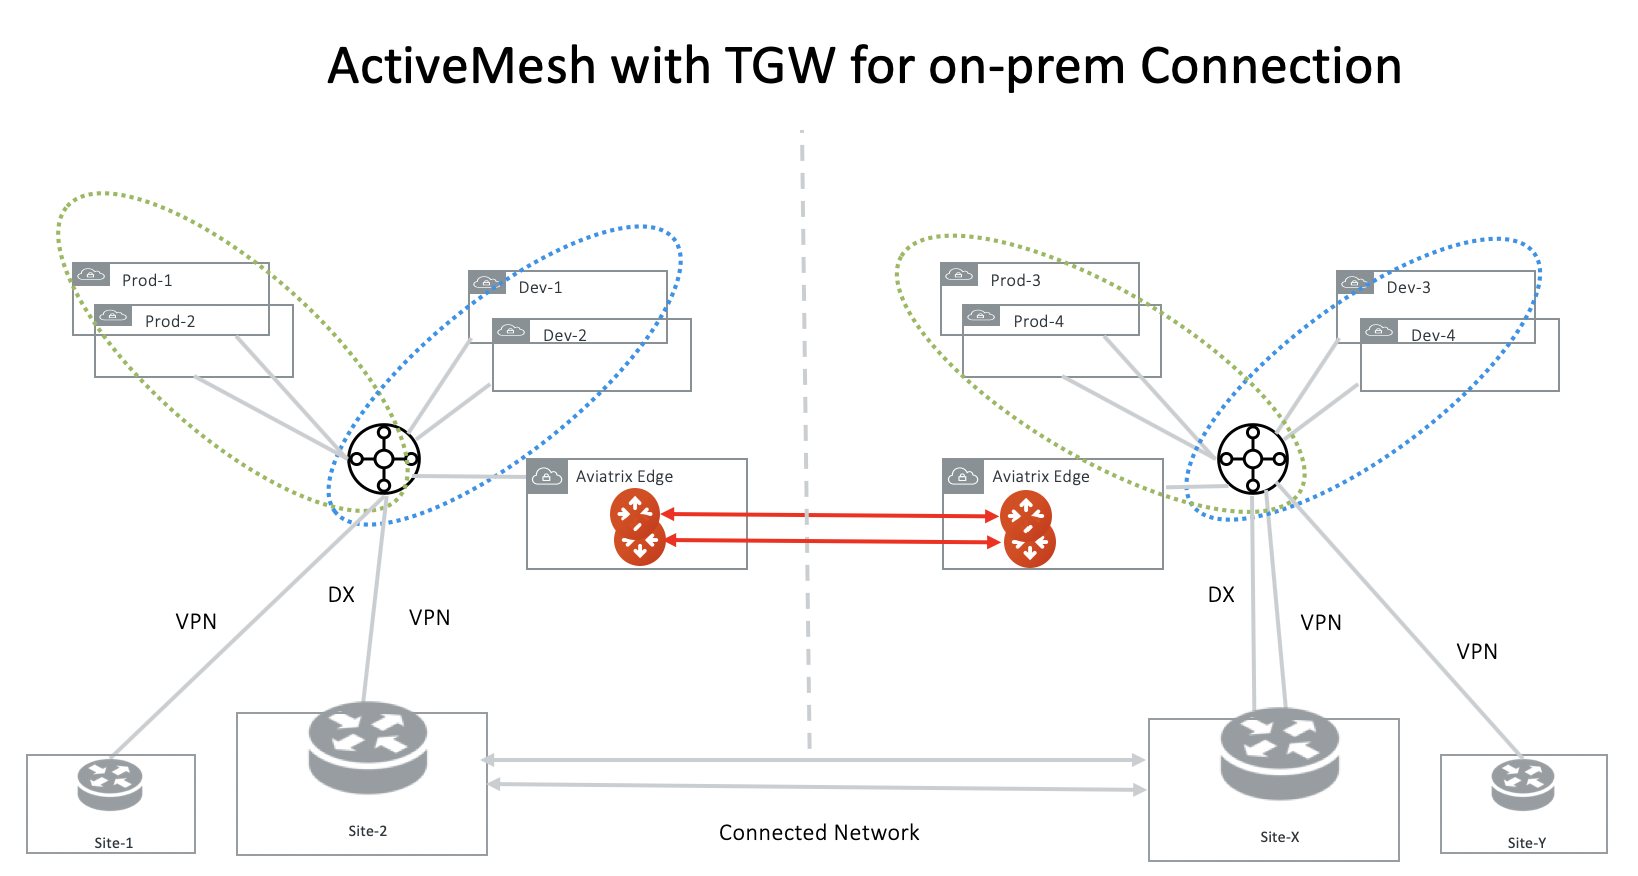 ActiveMesh with TGW for on-prem Connection
Prod-1
Prod-2
Dev-1
Dev-2
Prod-3
Prod-4
Dev-3
Dev-4
Aviatrix Edge
Aviatrix Edge
DX
VPN
VPN
DX
VPN
VPN
Site-1
Site-2
Connected Network
Site-X
Site-Y